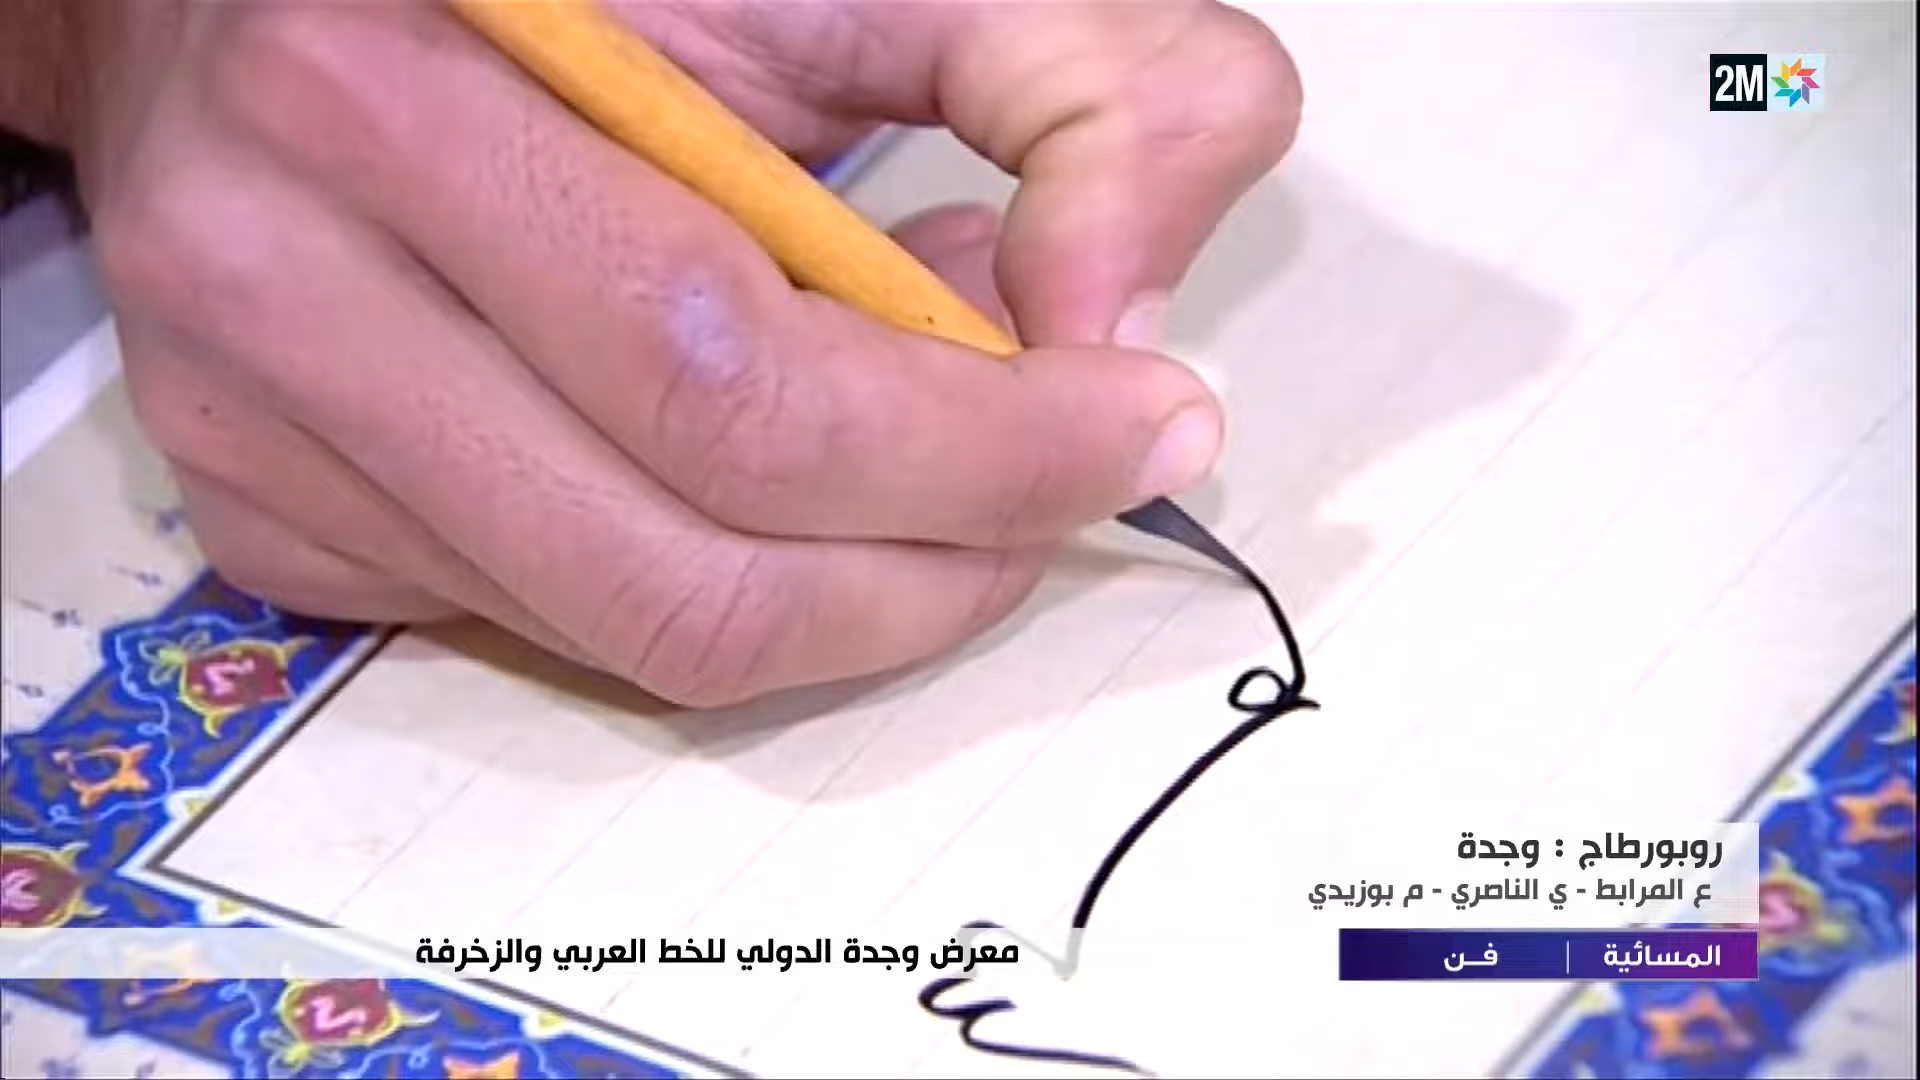 2M
روبورطاج : وجدة
ع المرابط - ي الناصري - م بوزيدي
معرض وجدة الدولي للخط العربي والزخرفة
المسائية | فـن